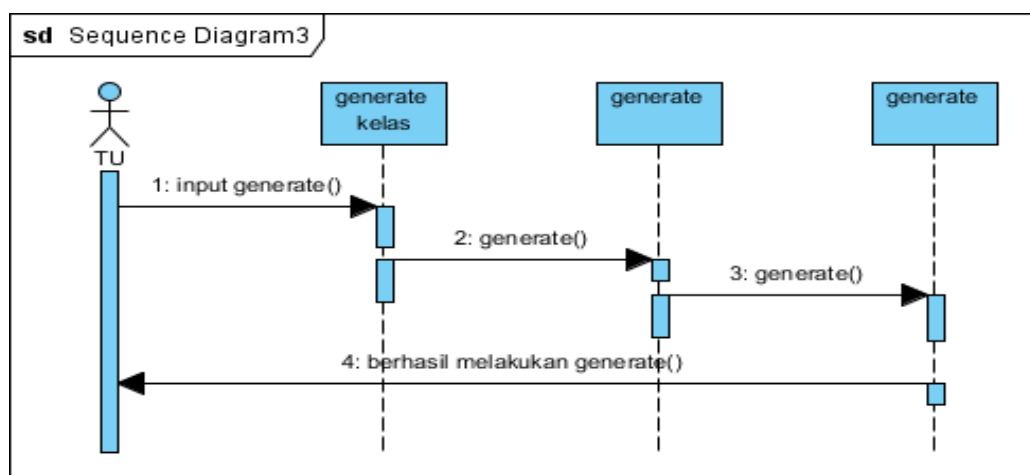 sd Sequence Diagram3
generate
kelas
generate
generate
TU
1: input generate()
2: generate()
3: generate()
4: berhasil melakukan generate()